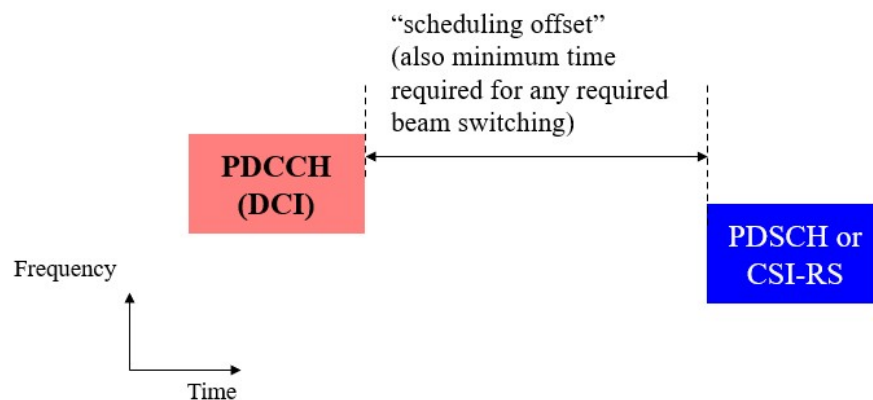 “scheduling offset”
(also minimum time
required for any required
beam switching)
PDCCH
(DCI)
PDSCH or
CSI-RS
Frequency
Time